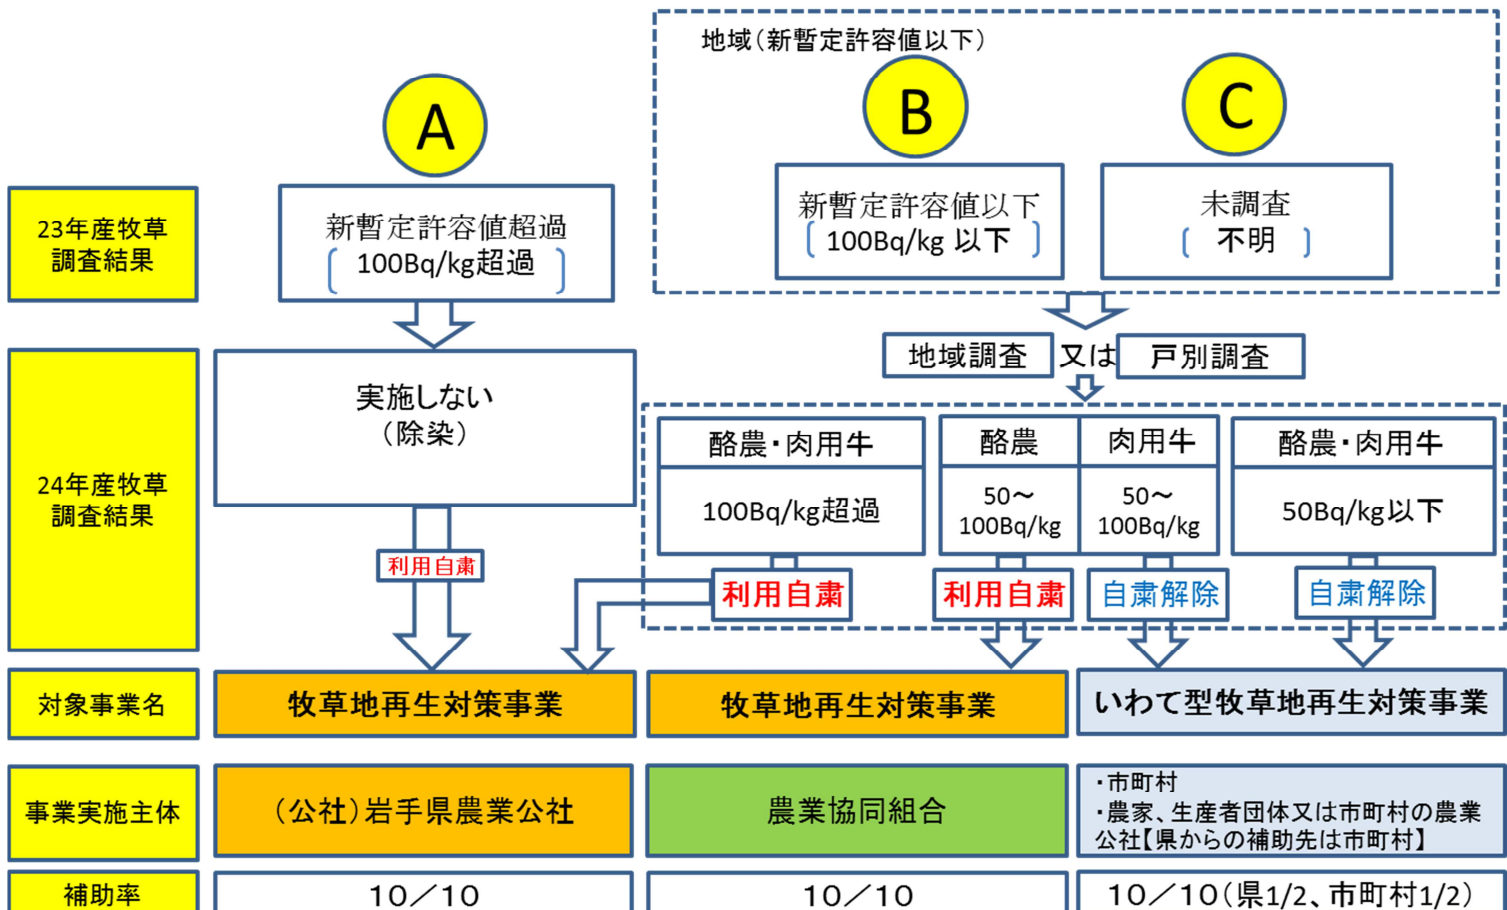 地域（新暫定許容値以下）
A
B
C
23年産牧草
調査結果
新暫定許容値超過
[ 100Bq/kg超過 ]
新暫定許容値以下
[ 100Bq/kg 以下 ]
未調査
[ 不明 ]
地域調査 又は 戸別調査
24年産牧草
調査結果
実施しない
（除染）
酪農・肉用牛
100Bq/kg超過
酪農
50～
100Bq/kg
肉用牛
50～
100Bq/kg
酪農・肉用牛
50Bq/kg以下
利用自粛
利用自粛
利用自粛
自粛解除
自粛解除
対象事業名
牧草地再生対策事業
牧草地再生対策事業
いわて型牧草地再生対策事業
事業実施主体
（公社）岩手県農業公社
農業協同組合
・市町村
・農家、生産者団体又は市町村の農業
公社【県からの補助先は市町村】
補助率
10／10
10／10
10／10（県1/2、市町村1/2）